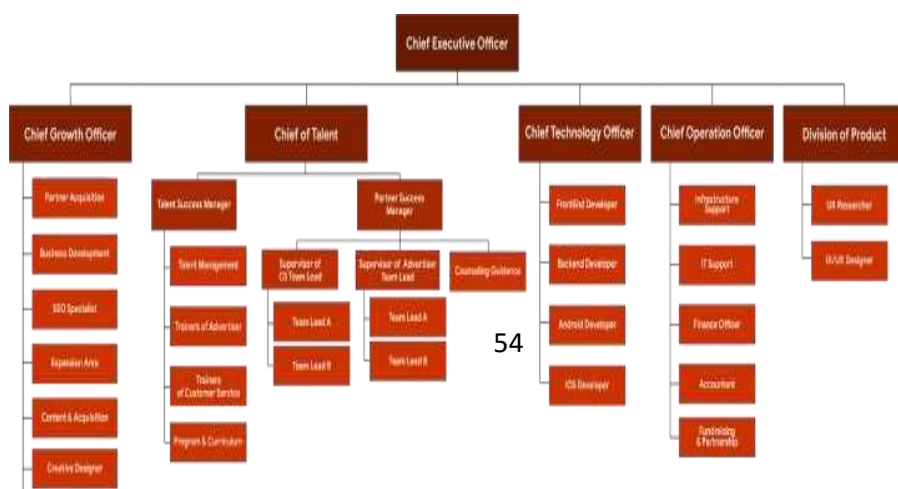 Chief Executive Officer
Chief Growth Officer
Chief of Talent
Chief Technology Officer
Chief Operation Officer
Division of Product
Partner Acquisition
Business Development
SEO Specialist
Expansion Area
Content & Acquisition
Creative Designer
Talent Success Manager
Talent Management
Trainers of Advertiser
Trainers
of Customer Service
Program & Curriculum
Partner Success
Manager
Supervisor of
CS Team Lead
Team Lead A
Team Lead B
Supervisor of Advertiser
Team Lead
Team Lead A
Team Lead B
Counseling Guidance
FrontEnd Developer
Backend Developer
Android Developer
iOS Developer
Infrastructure
Support
IT Support
Finance Officer
Accountant
Fundraising
& Partnership
UX Researcher
UI/UX Designer
54